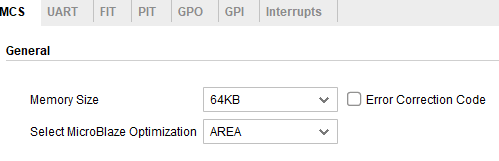 MCS UART FIT PIT GPO GPI Interrupts
General
Memory Size 64KB Error Correction Code
Select MicroBlaze Optimization AREA